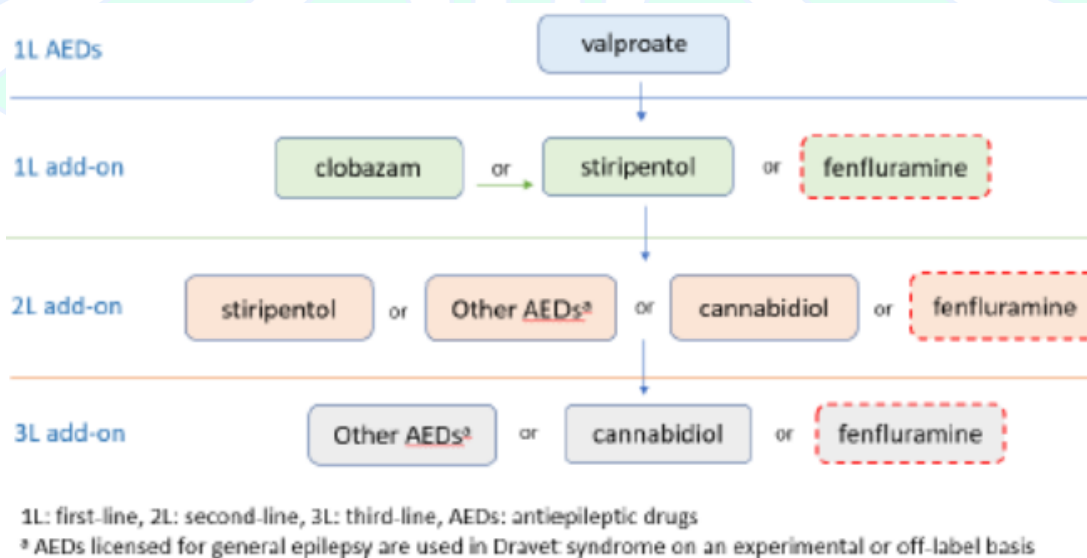 1L AEDs
valproate
1L add-on
clobazam or stiripentol or fenfluramine
2L add-on
stiripentol or Other AEDsᵃ or cannabidiol or fenfluramine
3L add-on
Other AEDsᵃ or cannabidiol or fenfluramine
1L: first-line, 2L: second-line, 3L: third-line, AEDs: antiepileptic drugs
ᵃ AEDs licensed for general epilepsy are used in Dravet syndrome on an experimental or off-label basis